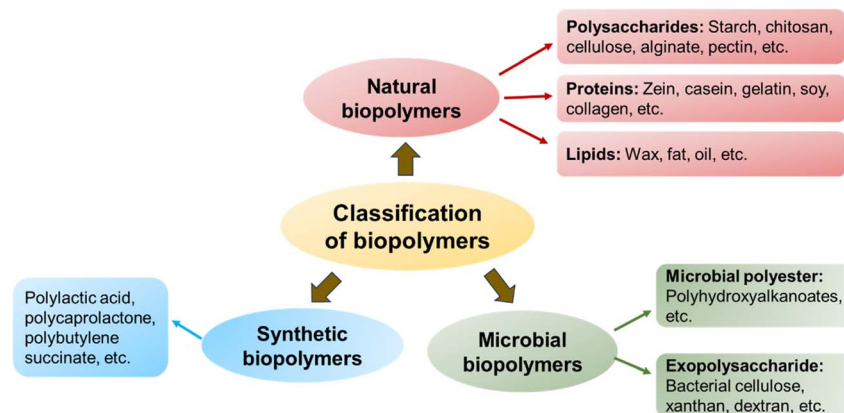 Polysaccharides: Starch, chitosan,
cellulose, alginate, pectin, etc.
Natural
biopolymers
Proteins: Zein, casein, gelatin, soy,
collagen, etc.
Lipids: Wax, fat, oil, etc.
Classification
of biopolymers
Polylactic acid,
polycaprolactone,
polybutylene
succinate, etc.
Synthetic
biopolymers
Microbial
biopolymers
Microbial polyester:
Polyhydroxyalkanoates,
etc.
Exopolysaccharide:
Bacterial cellulose,
xanthan, dextran, etc.